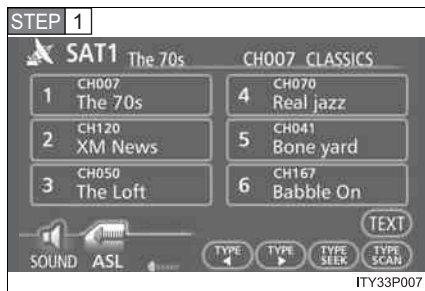 STEP 1
SAT1 The 70s CH007 CLASSICS
1 CH007 The 70s
4 CH070 Real jazz
2 CH120 XM News
5 CH041 Bone yard
3 CH050 The Loft
6 CH167 Babble On
TEXT
SOUND ASL TYPE TYPE TYPE SEEK TYPE SCAN
ITY33P007